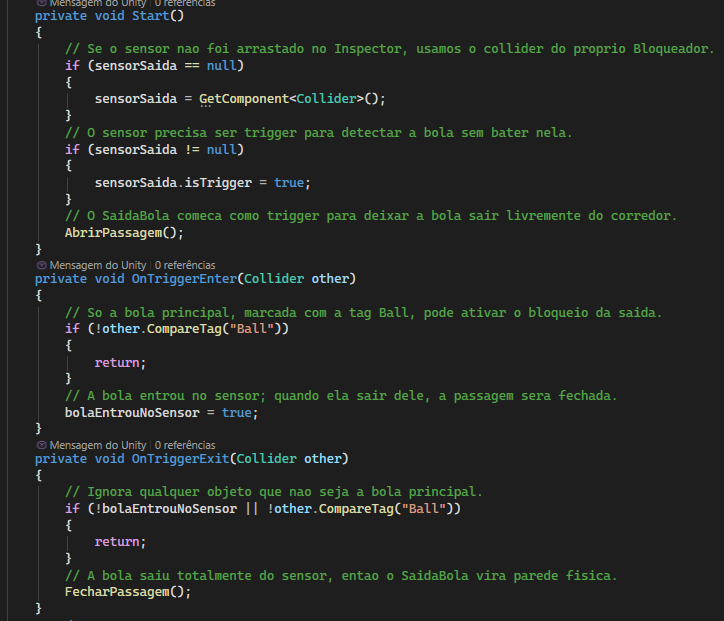 Mensagem do Unity | 0 referências
private void Start()
{
// Se o sensor nao foi arrastado no Inspector, usamos o collider do proprio Bloqueador.
if (sensorSaida == null)
{
sensorSaida = GetComponent<Collider>();
}
// O sensor precisa ser trigger para detectar a bola sem bater nela.
if (sensorSaida != null)
{
sensorSaida.isTrigger = true;
}
// O SaidaBola comeca como trigger para deixar a bola sair livremente do corredor.
AbrirPassagem();
}
Mensagem do Unity | 0 referências
private void OnTriggerEnter(Collider other)
{
// So a bola principal, marcada com a tag Ball, pode ativar o bloqueio da saida.
if (!other.CompareTag("Ball"))
{
return;
}
// A bola entrou no sensor; quando ela sair dele, a passagem sera fechada.
bolaEntrouNoSensor = true;
}
Mensagem do Unity | 0 referências
private void OnTriggerExit(Collider other)
{
// Ignora qualquer objeto que nao seja a bola principal.
if (!bolaEntrouNoSensor || !other.CompareTag("Ball"))
{
return;
}
// A bola saiu totalmente do sensor, entao o SaidaBola vira parede fisica.
FecharPassagem();
}